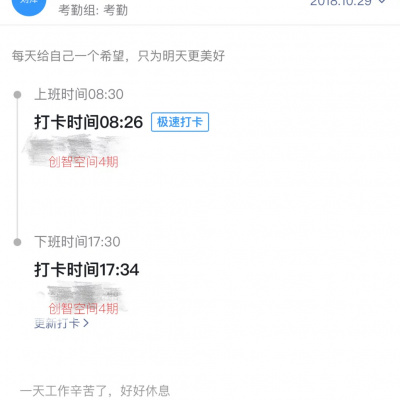 考勤组: 考勤
2018.10.29
每天给自己一个希望，只为明天更美好
上班时间08:30
打卡时间08:26 极速打卡
创智空间4期
下班时间17:30
打卡时间17:34
创智空间4期
更新打卡
一天工作辛苦了，好好休息